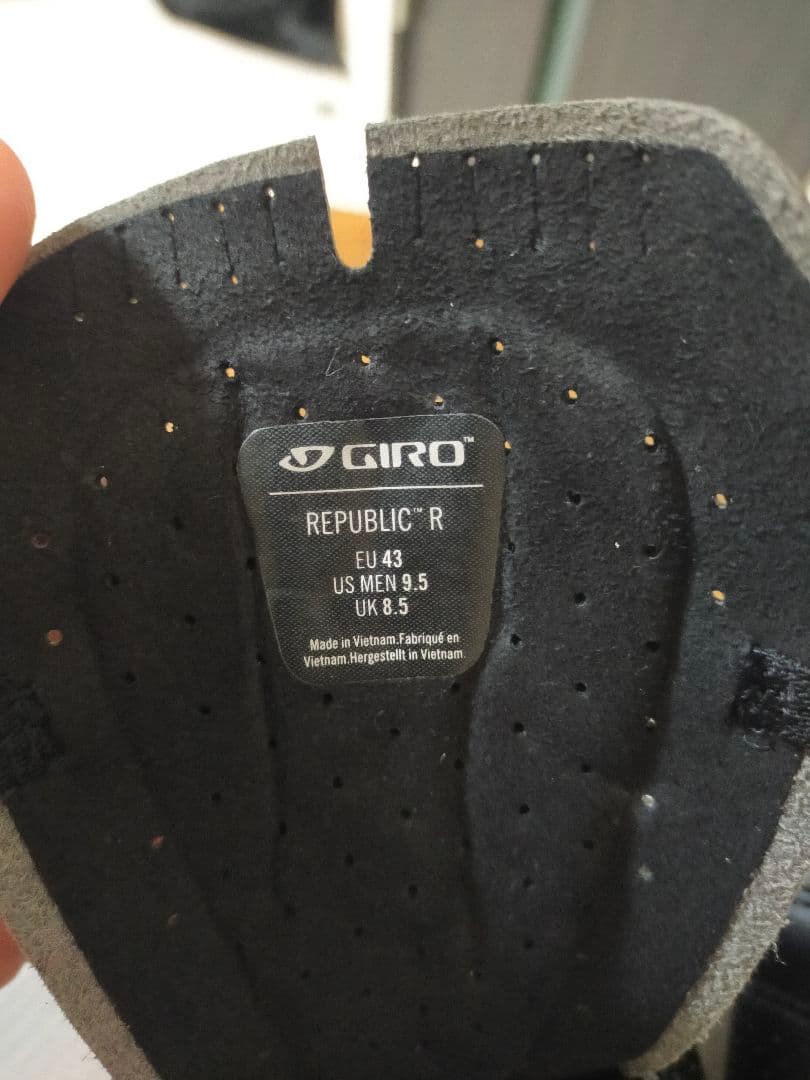 GIRO™
REPUBLIC™ R
EU 43
US MEN 9.5
UK 8.5
Made in Vietnam.Fabriqué en
Vietnam.Hergestellt in Vietnam.